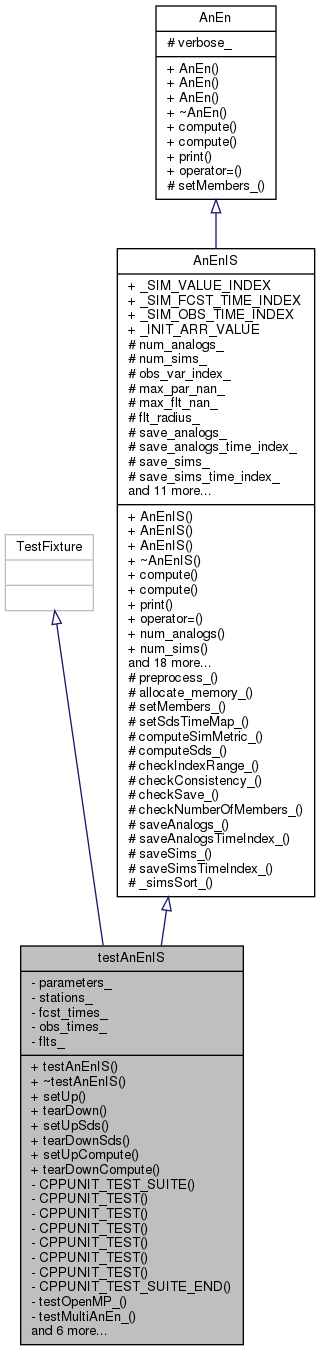 AnEn
# verbose_
+ AnEn()
+ AnEn()
+ AnEn()
+ ~AnEn()
+ compute()
+ compute()
+ print()
+ operator=()
# setMembers_()
AnEnIS
+ _SIM_VALUE_INDEX
+ _SIM_FCST_TIME_INDEX
+ _SIM_OBS_TIME_INDEX
+ _INIT_ARR_VALUE
# num_analogs_
# num_sims_
# obs_var_index_
# max_par_nan_
# max_flt_nan_
# flt_radius_
# save_analogs_
# save_analogs_time_index_
# save_sims_
# save_sims_time_index_
and 11 more...
+ AnEnIS()
+ AnEnIS()
+ AnEnIS()
+ ~AnEnIS()
+ compute()
+ compute()
+ print()
+ operator=()
+ num_analogs()
+ num_sims()
and 18 more...
# preprocess_()
# allocate_memory_()
# setMembers_()
# setSdsTimeMap_()
# computeSimMetric_()
# computeSds_()
# checkIndexRange_()
# checkConsistency_()
# checkSave_()
# checkNumberOfMembers_()
# saveAnalogs_()
# saveAnalogsTimeIndex_()
# saveSims_()
# saveSimsTimeIndex_()
# _simsSort_()
TestFixture
testAnEnIS
- parameters_
- stations_
- fcst_times_
- obs_times_
- flts_
+ testAnEnIS()
+ ~testAnEnIS()
+ setUp()
+ tearDown()
+ setUpSds()
+ tearDownSds()
+ setUpCompute()
+ tearDownCompute()
- CPPUNIT_TEST_SUITE()
- CPPUNIT_TEST()
- CPPUNIT_TEST()
- CPPUNIT_TEST()
- CPPUNIT_TEST()
- CPPUNIT_TEST()
- CPPUNIT_TEST()
- CPPUNIT_TEST_SUITE_END()
- testOpenMP_()
- testMultiAnEn_()
and 6 more...